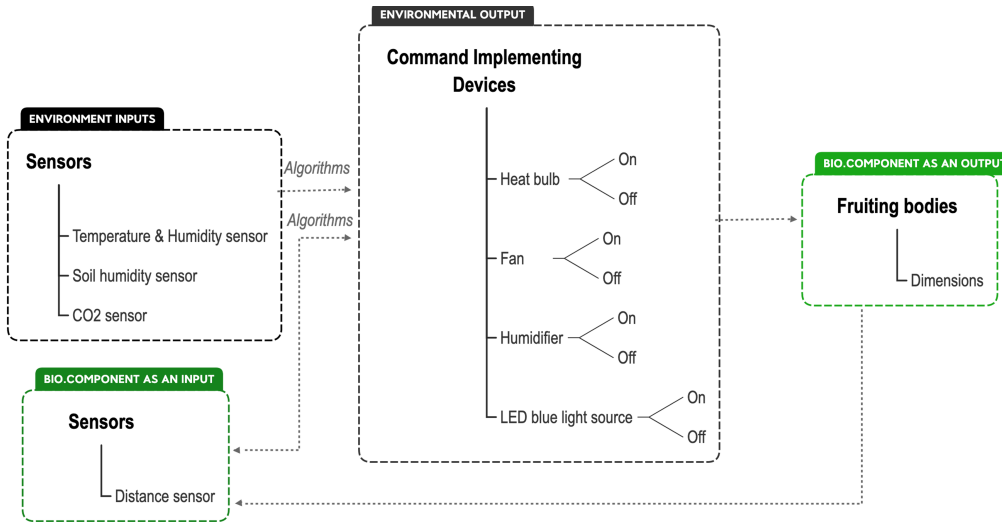 ENVIRONMENTAL OUTPUT
Command Implementing
Devices
Heat bulb
On
Off
Fan
On
Off
Humidifier
On
Off
LED blue light source
On
Off
ENVIRONMENT INPUTS
Sensors
Temperature & Humidity sensor
Soil humidity sensor
CO2 sensor
Algorithms
Algorithms
BIO.COMPONENT AS AN INPUT
Sensors
Distance sensor
BIO.COMPONENT AS AN OUTPUT
Fruiting bodies
Dimensions